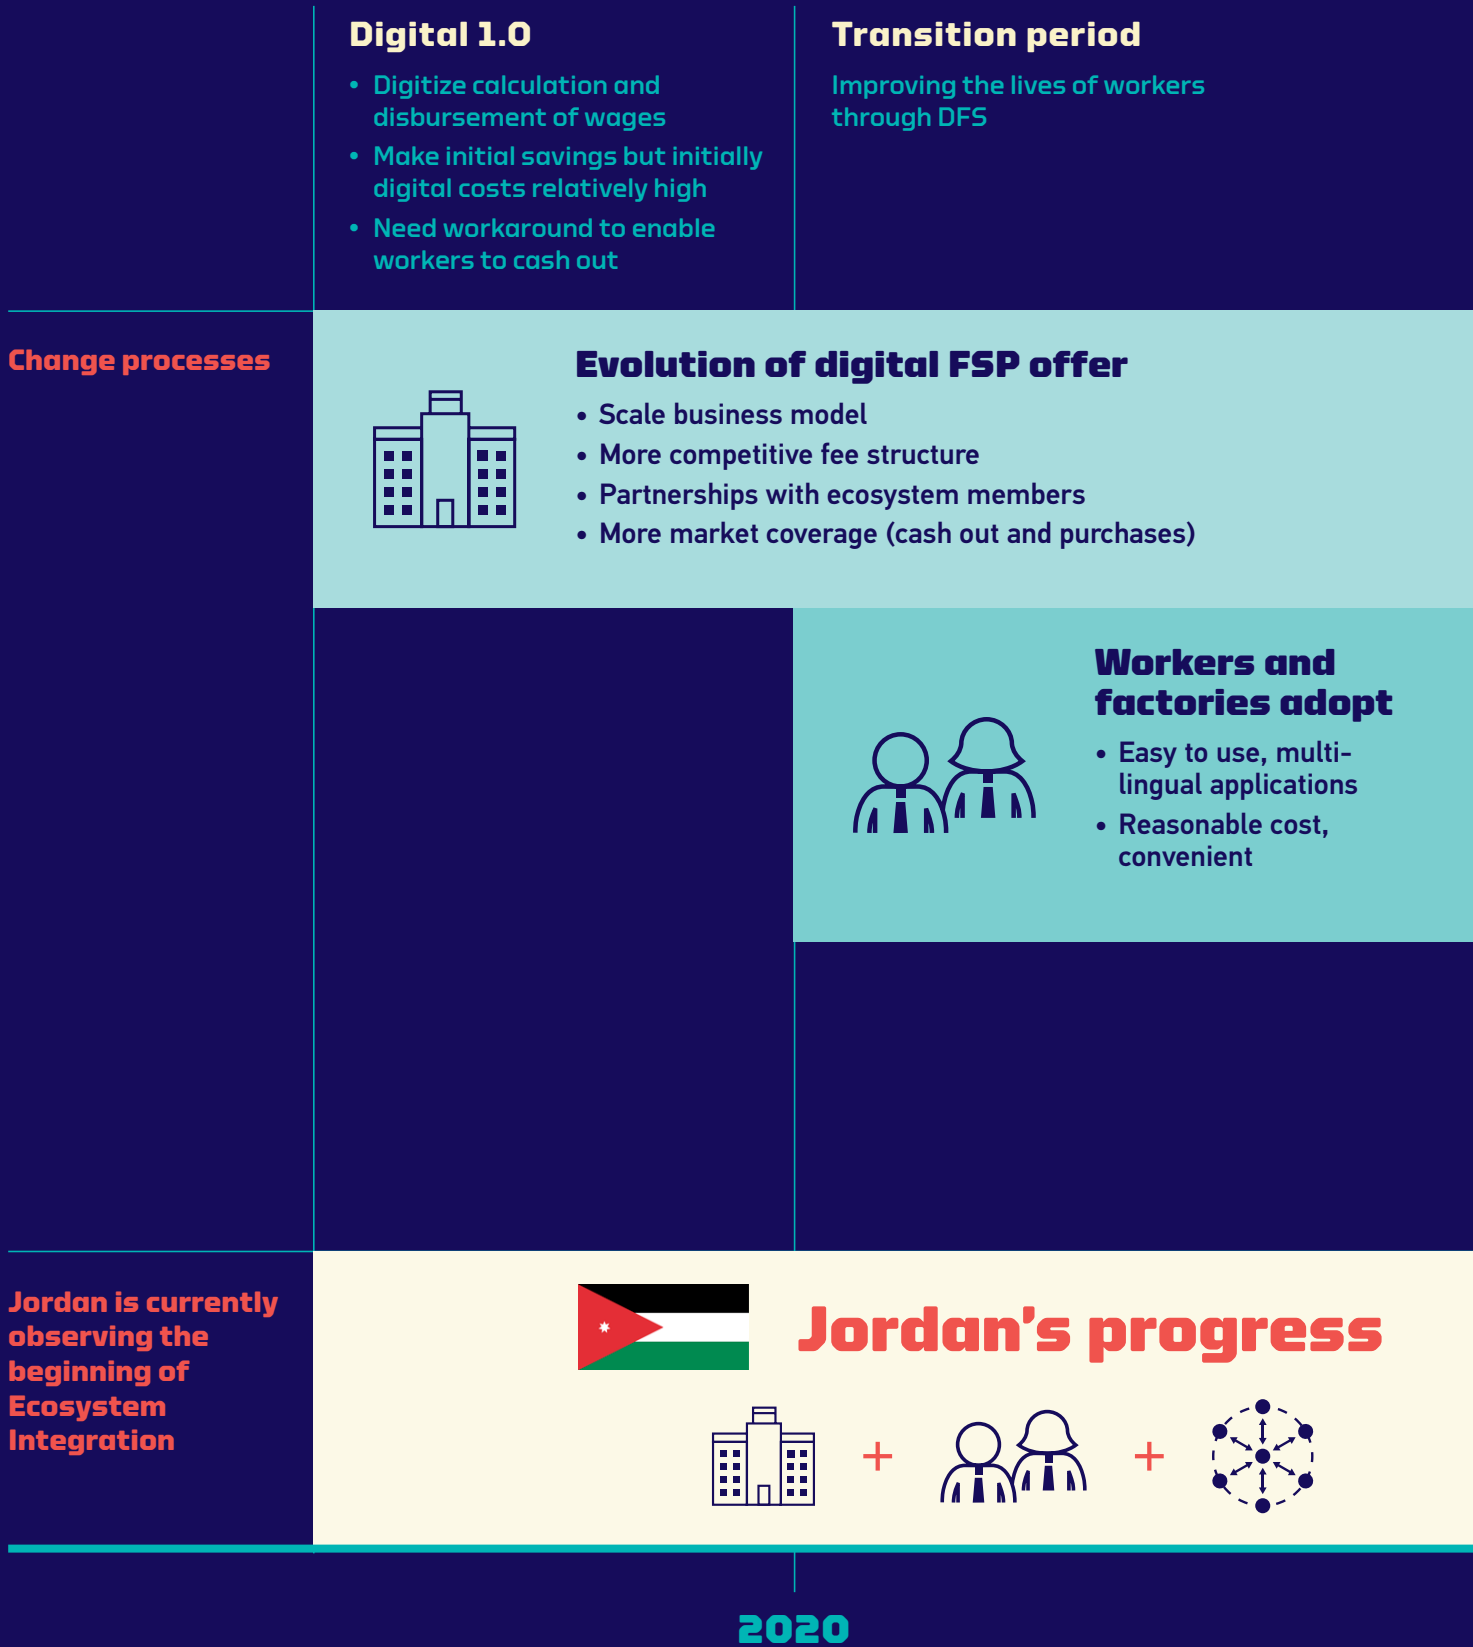 Digital 1.0
• Digitize calculation and
disbursement of wages
• Make initial savings but initially
digital costs relatively high
• Need workaround to enable
workers to cash out
Transition period
Improving the lives of workers
through DFS
Change processes
Evolution of digital FSP offer
• Scale business model
• More competitive fee structure
• Partnerships with ecosystem members
• More market coverage (cash out and purchases)
Workers and
factories adopt
• Easy to use, multi-
lingual applications
• Reasonable cost,
convenient
Jordan is currently
observing the
beginning of
Ecosystem
Integration
Jordan’s progress
2020